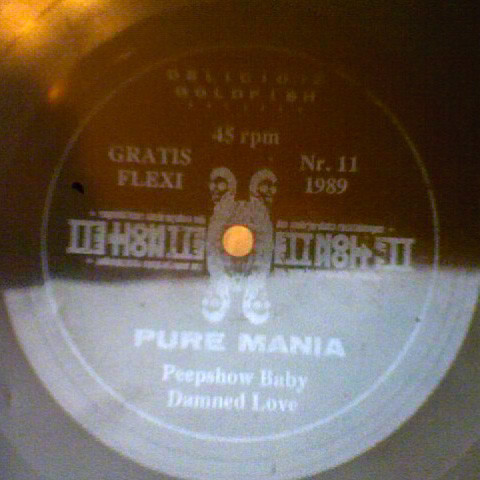 DELICIOUS
GOLDFISH
45 rpm
GRATIS
FLEXI
Nr. 11
1989
PURE MANIA
Peepshow Baby
Damned Love